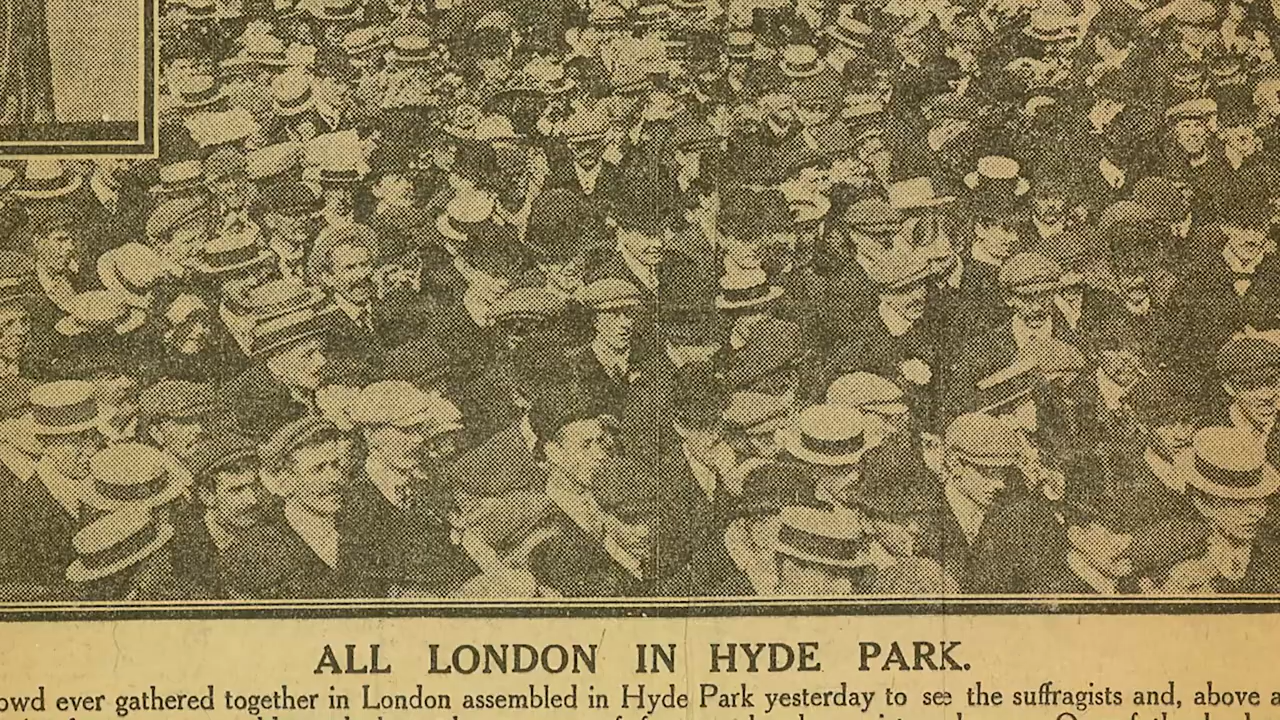 ALL LONDON IN HYDE PARK.
owd ever gathered together in London assembled in Hyde Park yesterday to see the suffragists and, above a